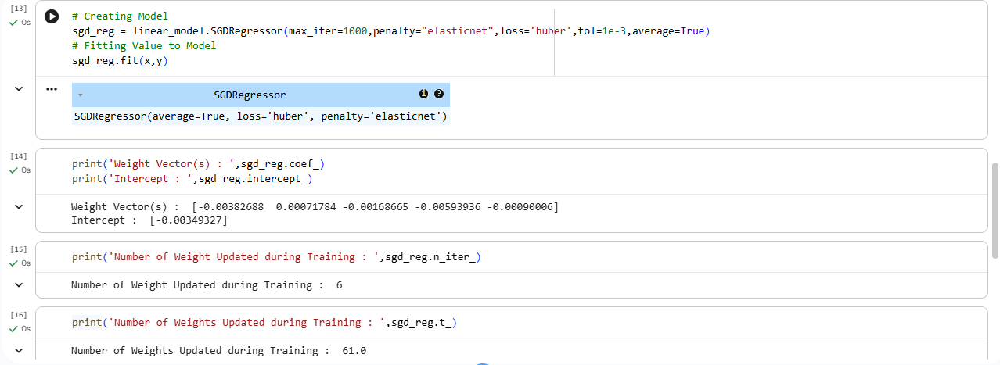 [13]
0s
# Creating Model
sgd_reg = linear_model.SGDRegressor(max_iter=1000,penalty="elasticnet",loss='huber',tol=1e-3,average=True)
# Fitting Value to Model
sgd_reg.fit(x,y)
SGDRegressor
SGDRegressor(average=True, loss='huber', penalty='elasticnet')
[14]
0s
print('Weight Vector(s) : ',sgd_reg.coef_)
print('Intercept : ',sgd_reg.intercept_)
Weight Vector(s) :  [-0.00382688  0.00071784 -0.00168665 -0.00593936 -0.00090006]
Intercept :  [-0.00349327]
[15]
0s
print('Number of Weight Updated during Training : ',sgd_reg.n_iter_)
Number of Weight Updated during Training :  6
[16]
0s
print('Number of Weights Updated during Training : ',sgd_reg.t_)
Number of Weights Updated during Training :  61.0